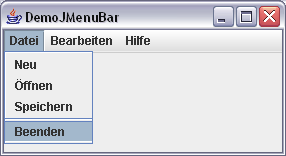 DemoJMenuBar
Datei Bearbeiten Hilfe
Neu
Öffnen
Speichern
Beenden